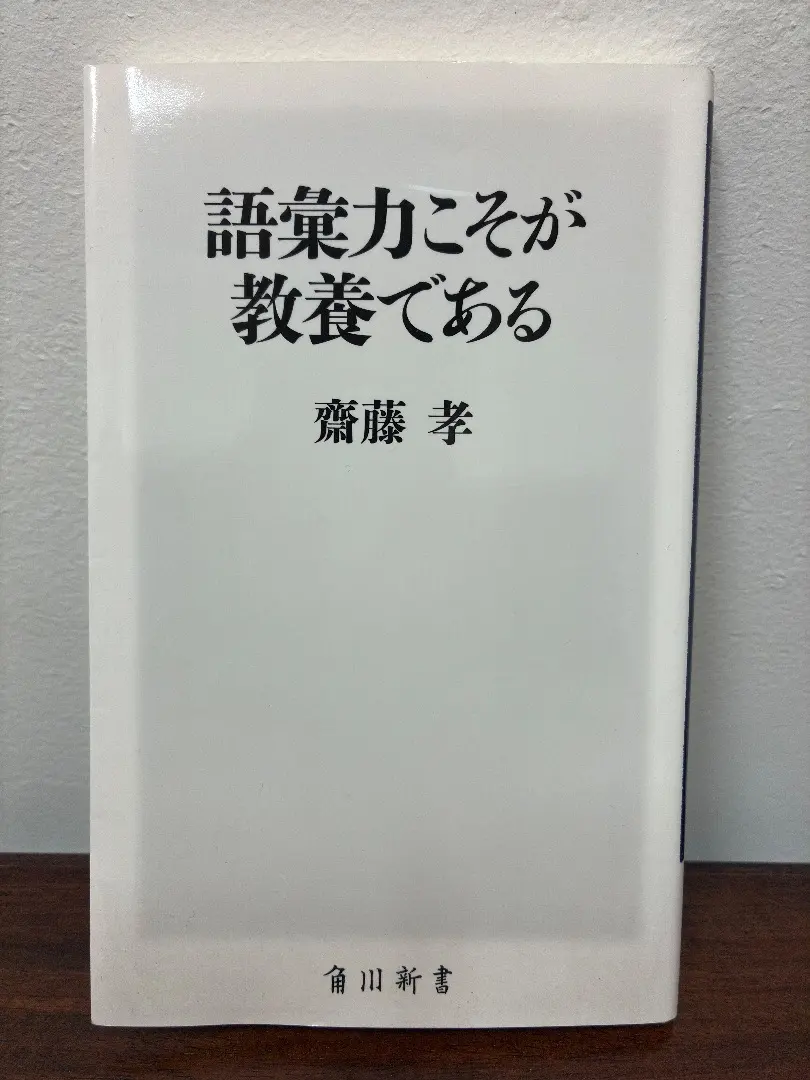 語彙力こそが
教養である
齋藤 孝
角川新書